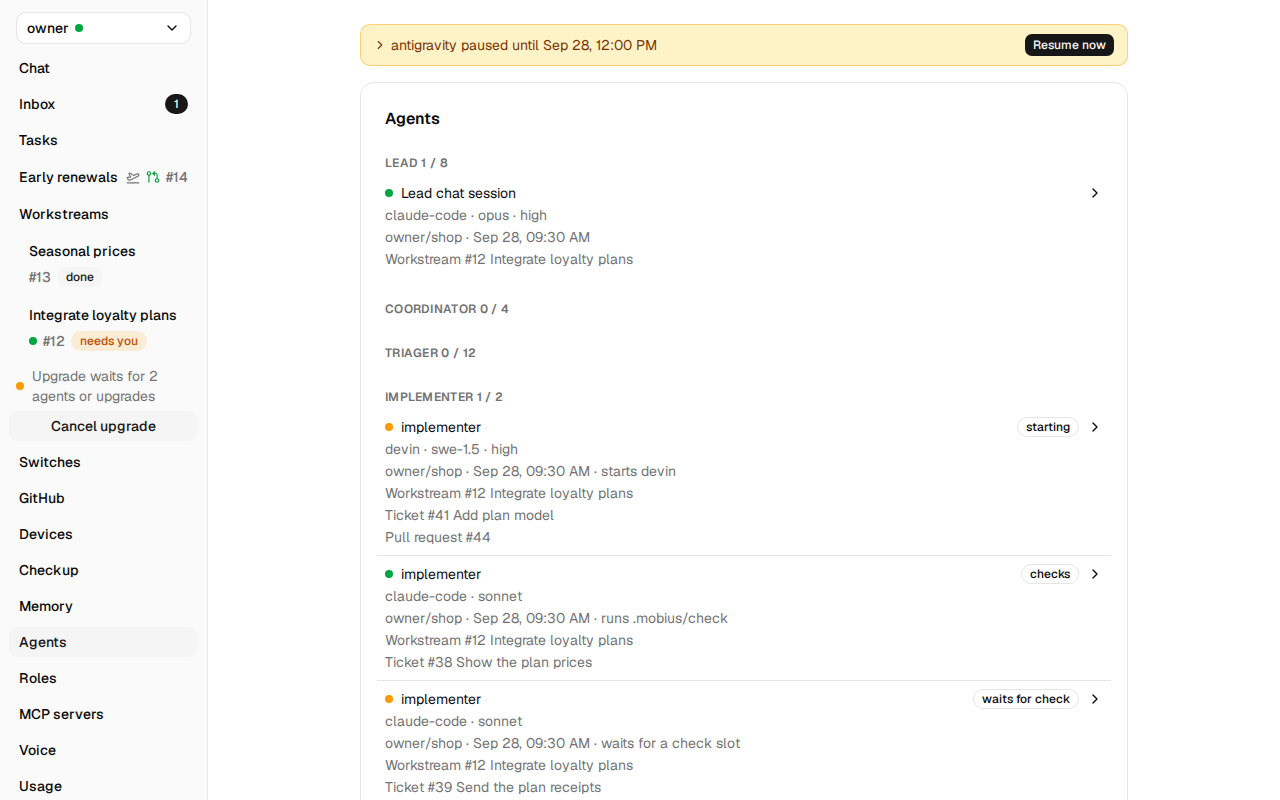 owner
Chat
Inbox 1
Tasks
Early renewals #14
Workstreams
Seasonal prices
#13 done
Integrate loyalty plans
#12 needs you
Upgrade waits for 2
agents or upgrades
Cancel upgrade
Switches
GitHub
Devices
Checkup
Memory
Agents
Roles
MCP servers
Voice
Usage
antigravity paused until Sep 28, 12:00 PM
Resume now
Agents
LEAD 1 / 8
Lead chat session
claude-code · opus · high
owner/shop · Sep 28, 09:30 AM
Workstream #12 Integrate loyalty plans
COORDINATOR 0 / 4
TRIAGER 0 / 12
IMPLEMENTER 1 / 2
implementer starting
devin · swe-1.5 · high
owner/shop · Sep 28, 09:30 AM · starts devin
Workstream #12 Integrate loyalty plans
Ticket #41 Add plan model
Pull request #44
implementer checks
claude-code · sonnet
owner/shop · Sep 28, 09:30 AM · runs .mobius/check
Workstream #12 Integrate loyalty plans
Ticket #38 Show the plan prices
implementer waits for check
claude-code · sonnet
owner/shop · Sep 28, 09:30 AM · waits for a check slot
Workstream #12 Integrate loyalty plans
Ticket #39 Send the plan receipts